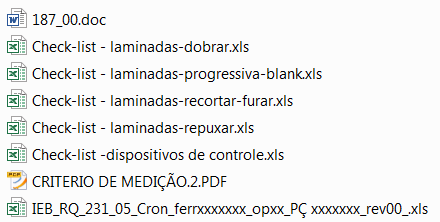 187_00.doc
Check-list - laminadas-dobrar.xls
Check-list - laminadas-progressiva-blank.xls
Check-list - laminadas-recortar-furar.xls
Check-list - laminadas-repuxar.xls
Check-list -dispositivos de controle.xls
CRITERIO DE MEDIÇÃO.2.PDF
IEB_RQ_231_05_Cron_ferrxxxxxxx_opxx_PÇ xxxxxxx_rev00_.xls